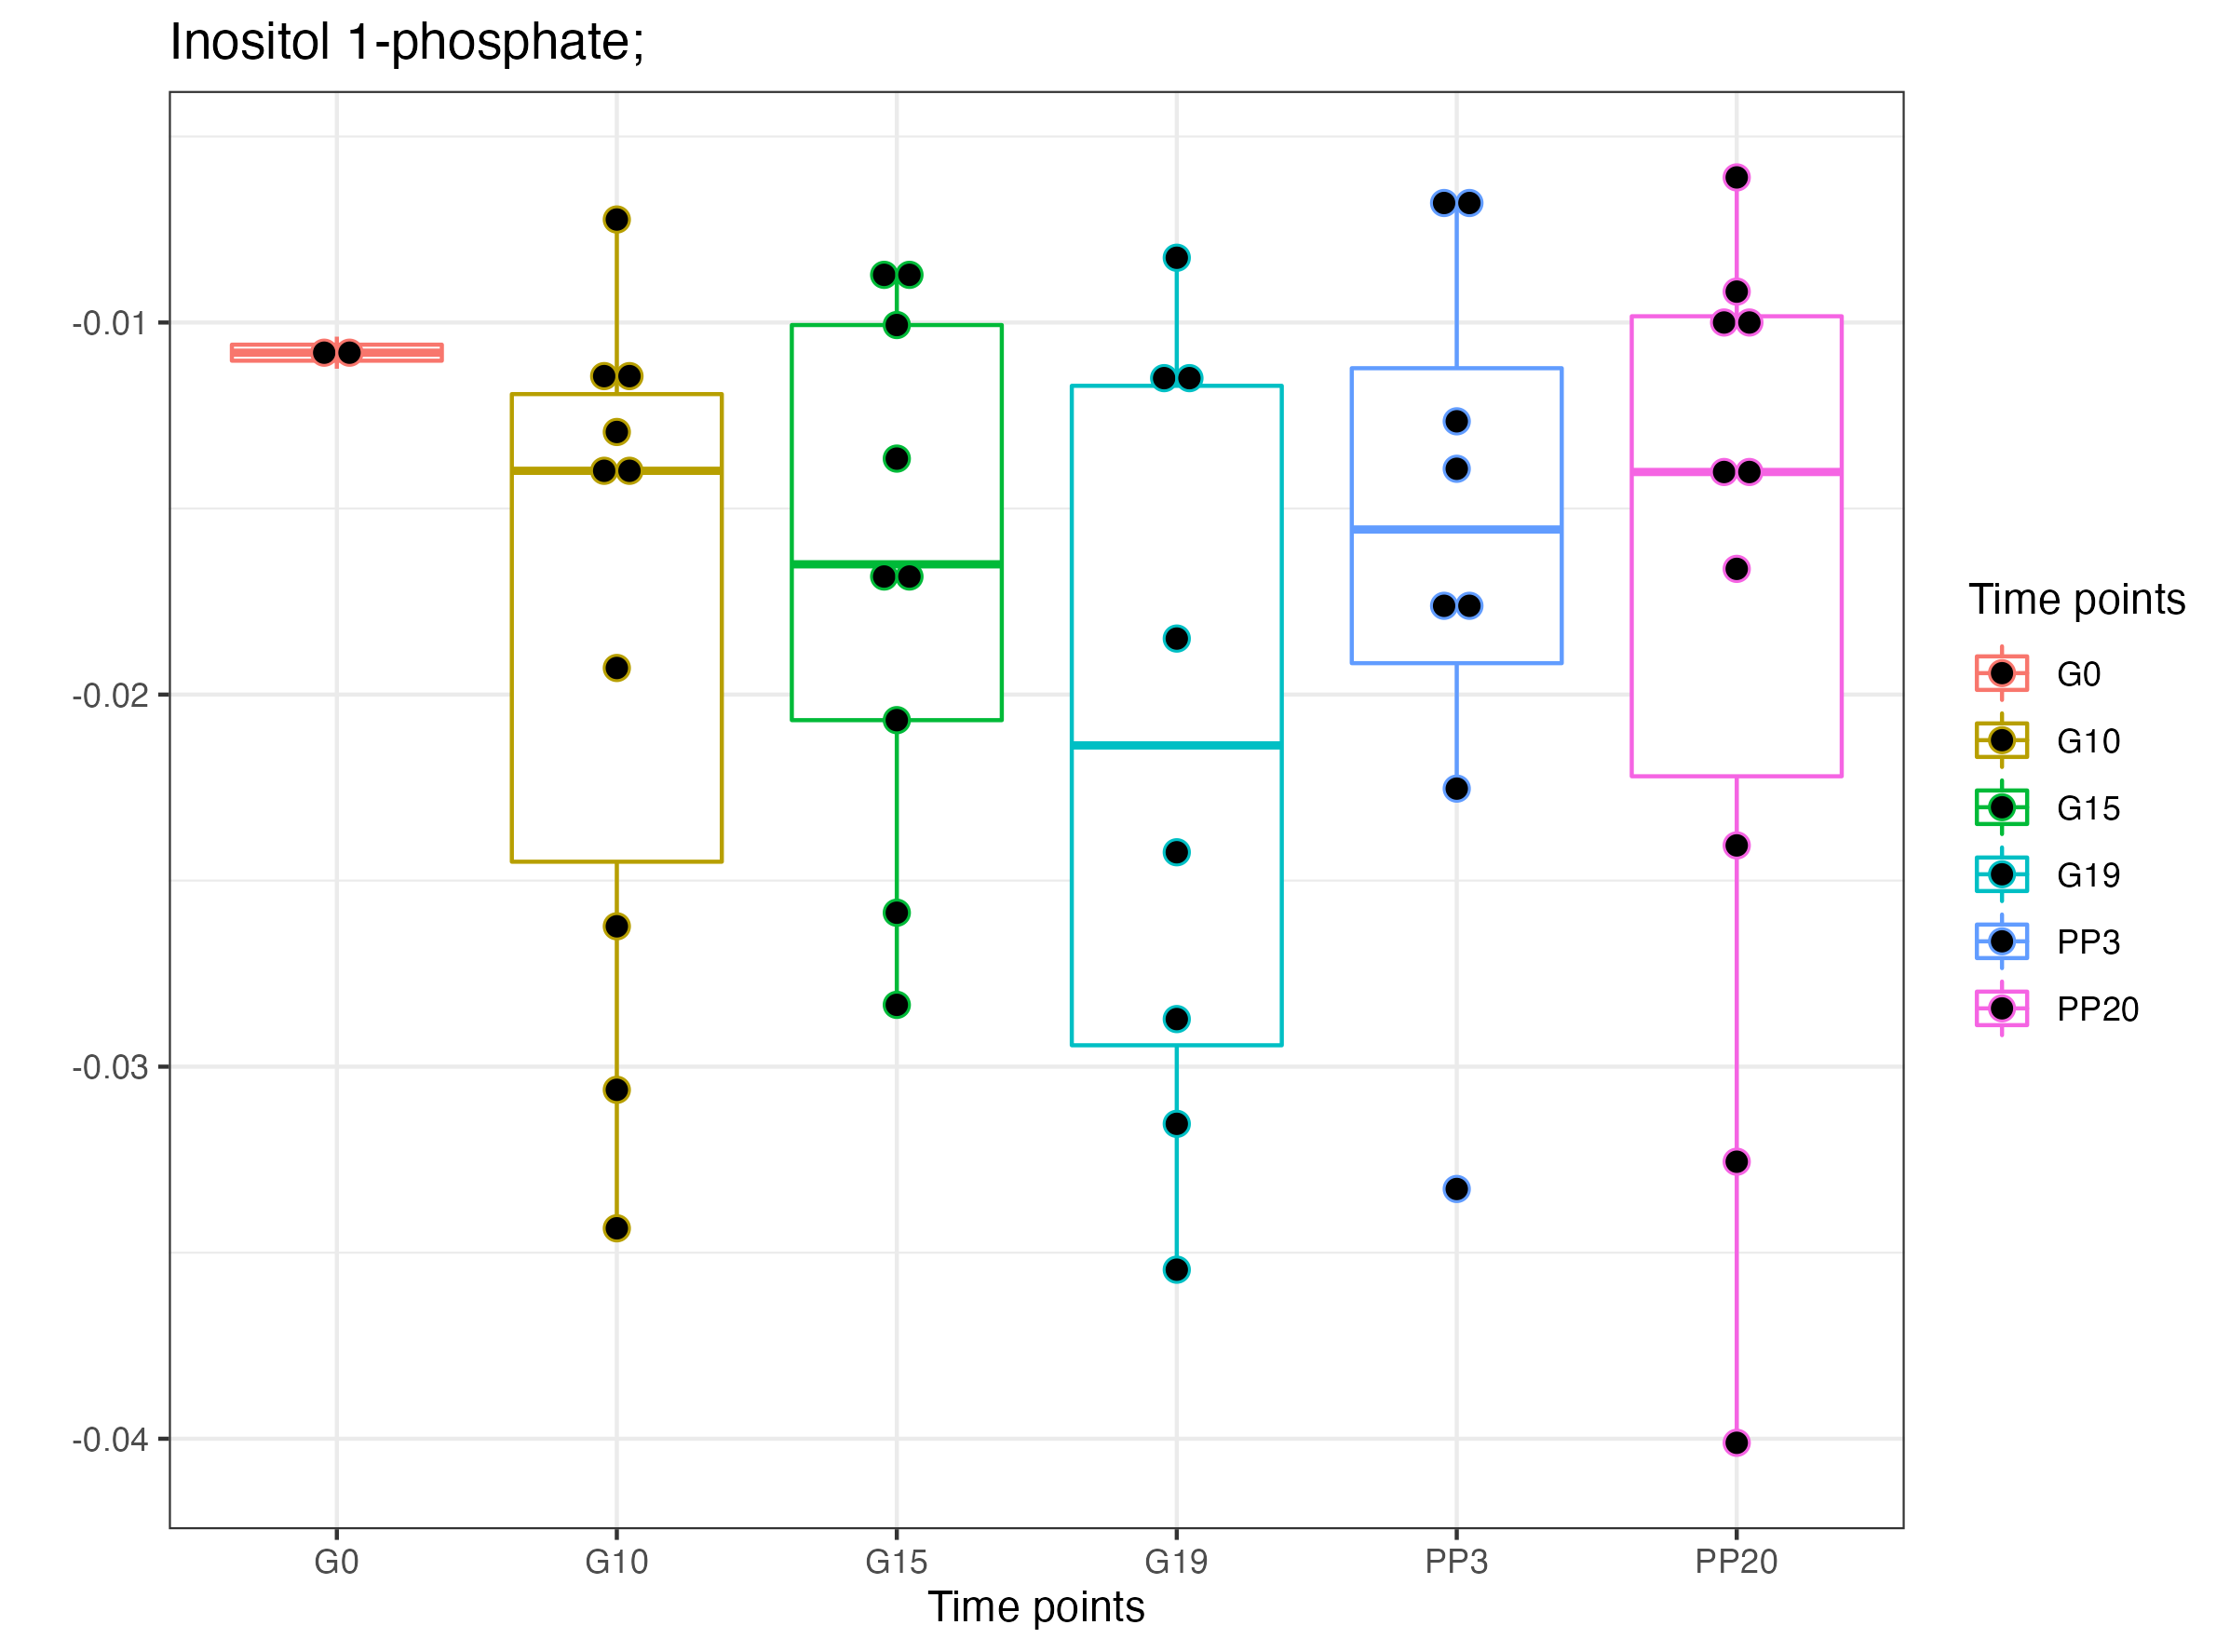 Inositol 1-phosphate;
-0.01
-0.02
-0.03
-0.04
G0 G10 G15 G19 PP3 PP20
Time points
Time points
G0
G10
G15
G19
PP3
PP20